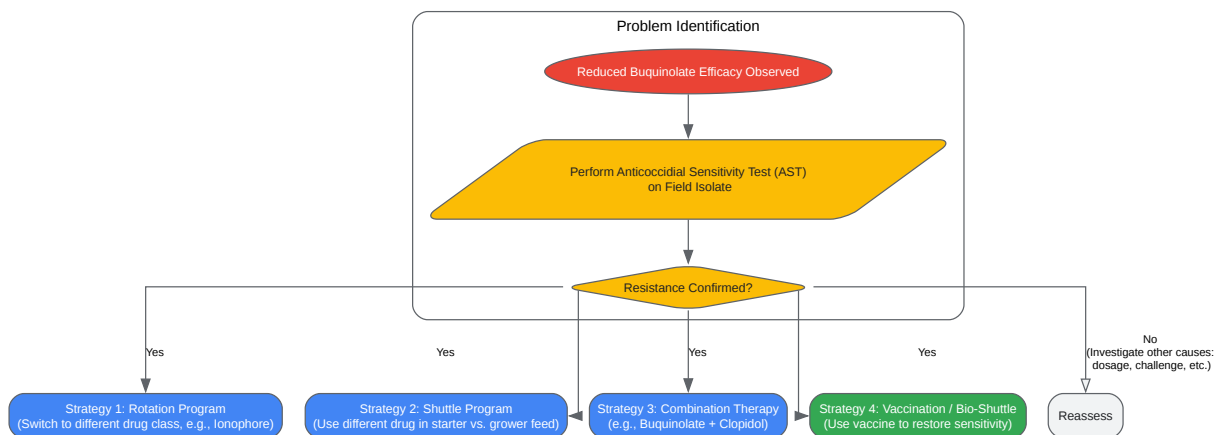 Problem Identification
Reduced Buquinolate Efficacy Observed
Perform Anticoccidial Sensitivity Test (AST)
on Field Isolate
Resistance Confirmed?
Yes
Yes
Yes
Yes
No
(Investigate other causes:
dosage, challenge, etc.)
Strategy 1: Rotation Program
(Switch to different drug class, e.g., Ionophore)
Strategy 2: Shuttle Program
(Use different drug in starter vs. grower feed)
Strategy 3: Combination Therapy
(e.g., Buquinolate + Clopidol)
Strategy 4: Vaccination / Bio-Shuttle
(Use vaccine to restore sensitivity)
Reassess